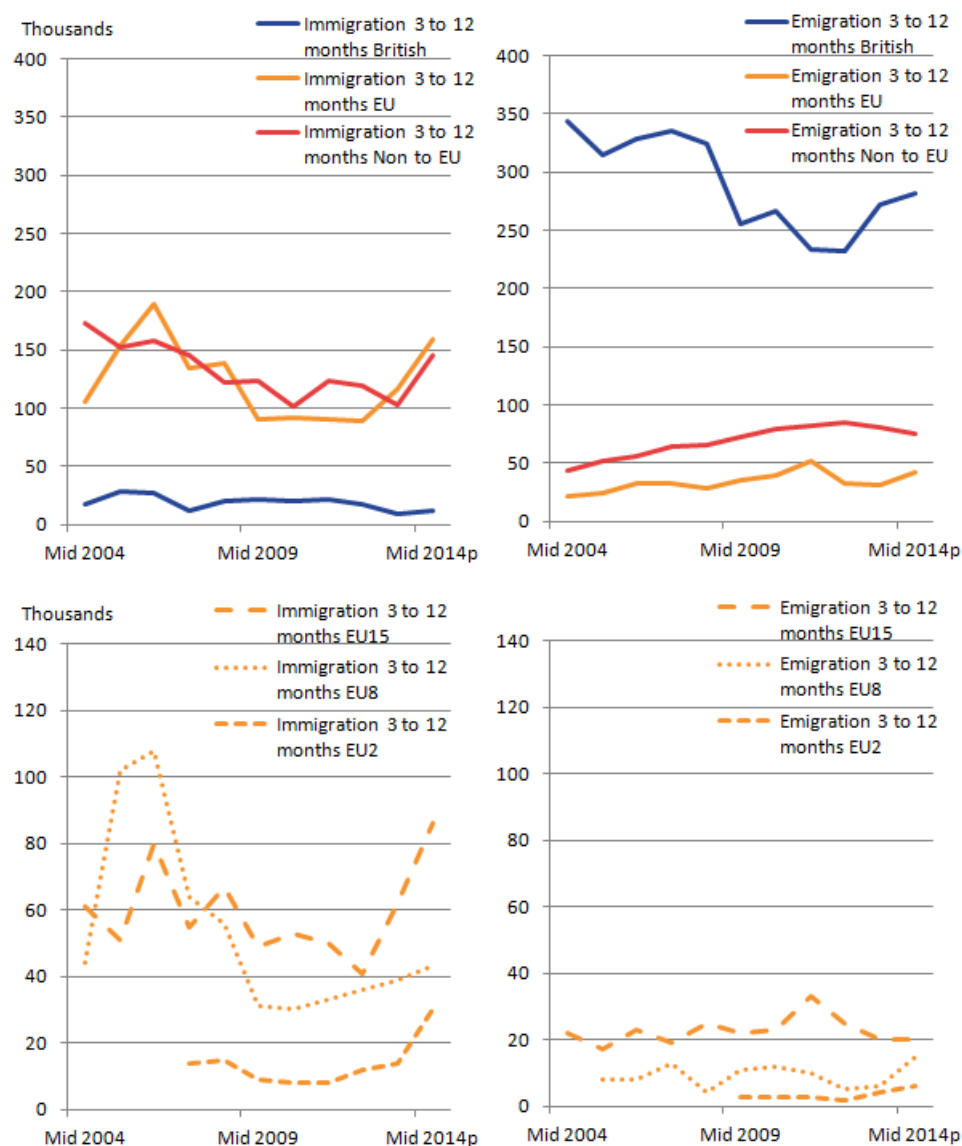 Thousands
Immigration 3 to 12
months British
Immigration 3 to 12
months EU
Immigration 3 to 12
months Non to EU
400
350
300
250
200
150
100
50
0
Mid 2004
Mid 2009
Mid 2014p
Emigration 3 to 12
months British
Emigration 3 to 12
months EU
Emigration 3 to 12
months Non to EU
400
350
300
250
200
150
100
50
0
Mid 2004
Mid 2009
Mid 2014p
Thousands
Immigration 3 to 12
months EU15
Immigration 3 to 12
months EU8
Immigration 3 to 12
months EU2
140
120
100
80
60
40
20
0
Mid 2004
Mid 2009
Mid 2014p
Emigration 3 to 12
months EU15
Emigration 3 to 12
months EU8
Emigration 3 to 12
months EU2
140
120
100
80
60
40
20
0
Mid 2004
Mid 2009
Mid 2014p